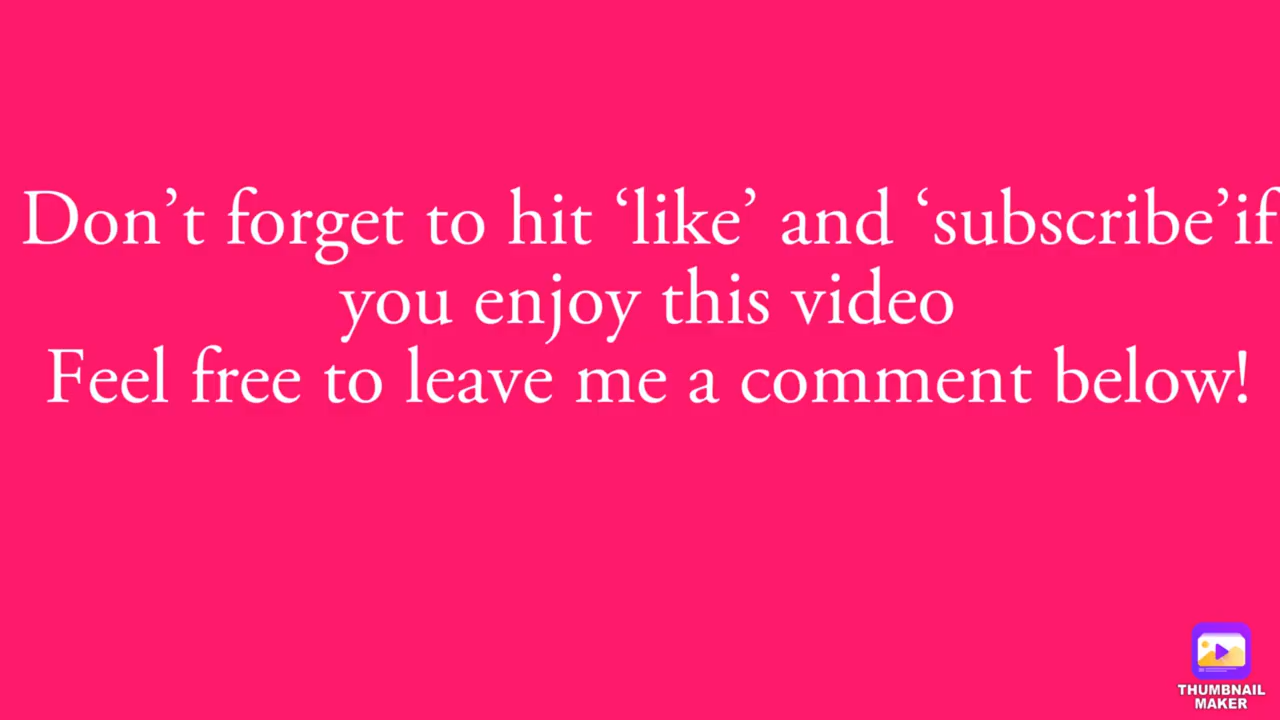 Don’t forget to hit ‘like’ and ‘subscribe’if
you enjoy this video
Feel free to leave me a comment below!
THUMBNAIL
MAKER